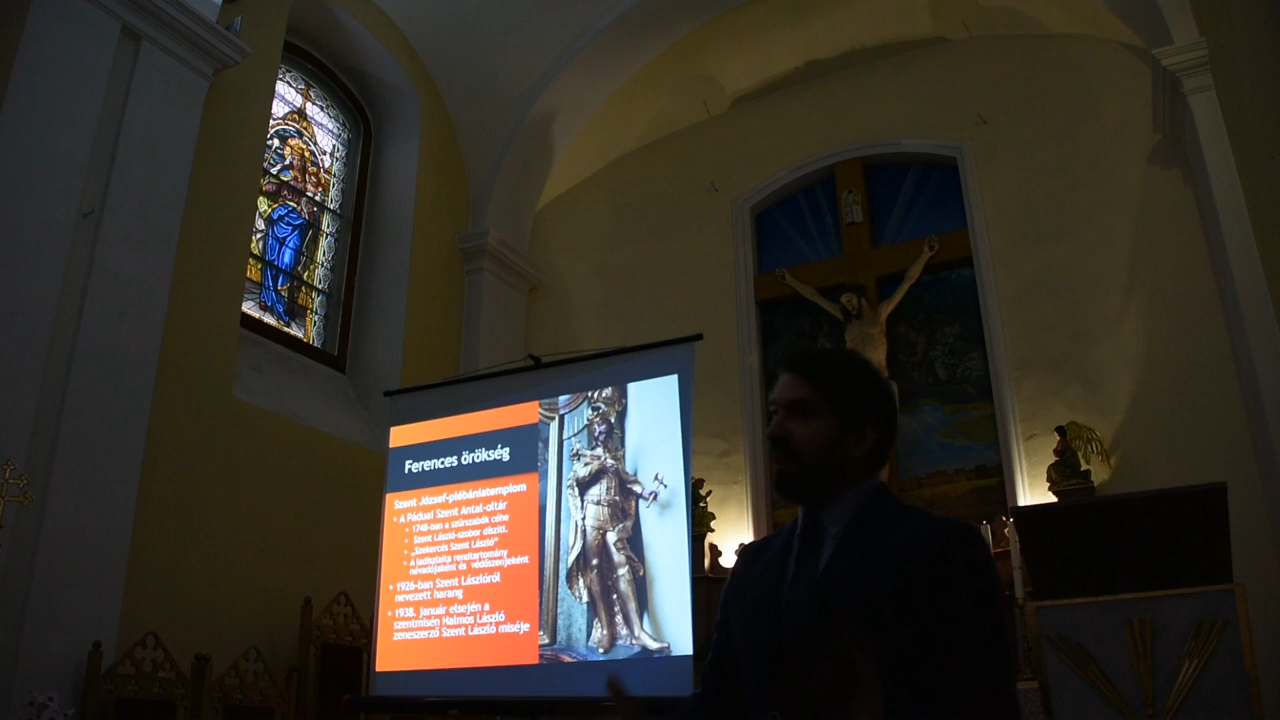 Ferences örökség
Szent József-plébániatemplom
• A Páduai Szent Antal-oltár
• 1748-ban a szűrszabók céhe
• Szent László-szobor díszíti.
• „Szekercés Szent László”
• A ladiszlaita rendtartomány
névadójaként és védőszenjeként
• 1926-ban Szent Lászlóról
nevezett harang
• 1938. január elsején a
szentmisén Halmos László
zeneszerző Szent László miséje